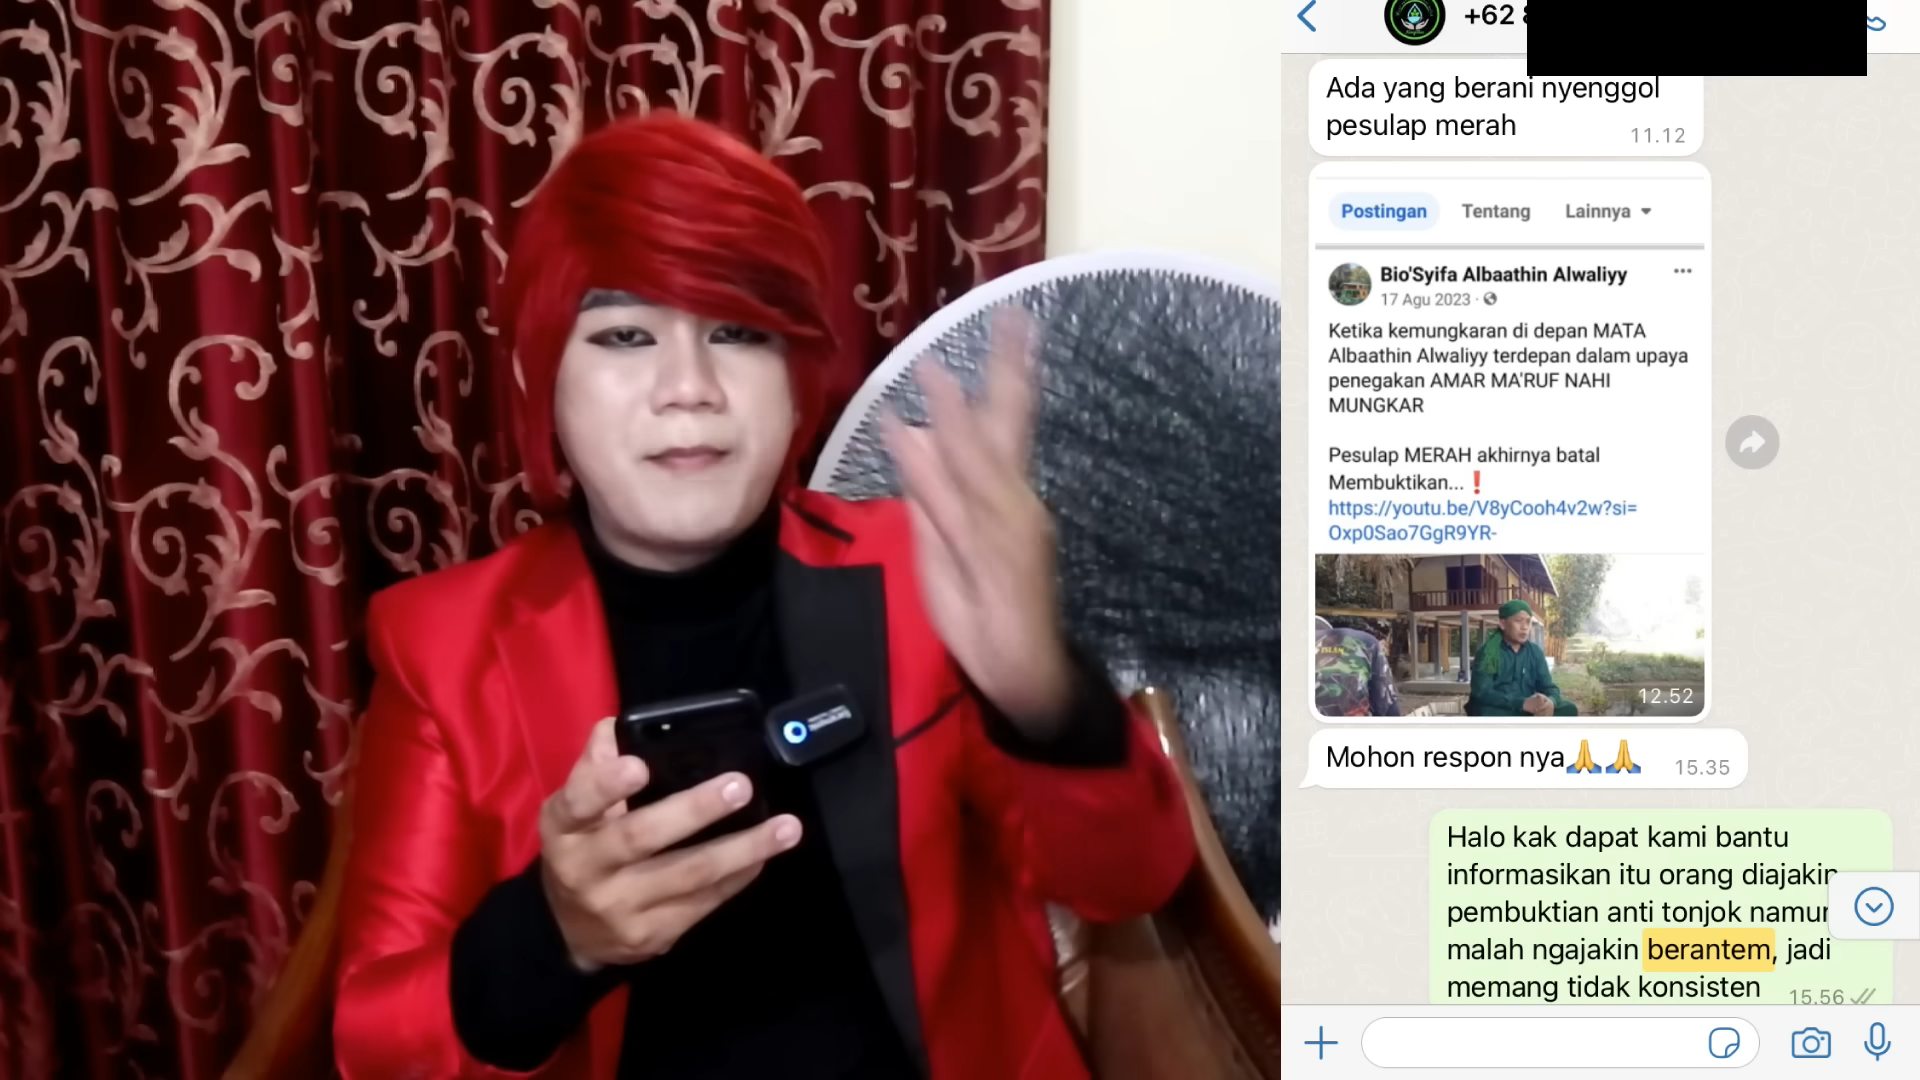 +62 8
Ada yang berani nyenggol
pesulap merah
11.12
Postingan Tentang Lainnya
Bio'Syifa Albaathin Alwaliyy
17 Agu 2023
Ketika kemungkaran di depan MATA
Albaathin Alwaliyy terdepan dalam upaya
penegakan AMAR MA'RUF NAHI
MUNGKAR
Pesulap MERAH akhirnya batal
Membuktikan...❗
https://youtu.be/V8yCooh4v2w?si=
Oxp0Sao7GgR9YR-
ISLAM
12.52
Mohon respon nya🙏🙏
15.35
Halo kak dapat kami bantu
informasikan itu orang diajakin
pembuktian anti tonjok namun
malah ngajakin berantem, jadi
memang tidak konsisten
15.56